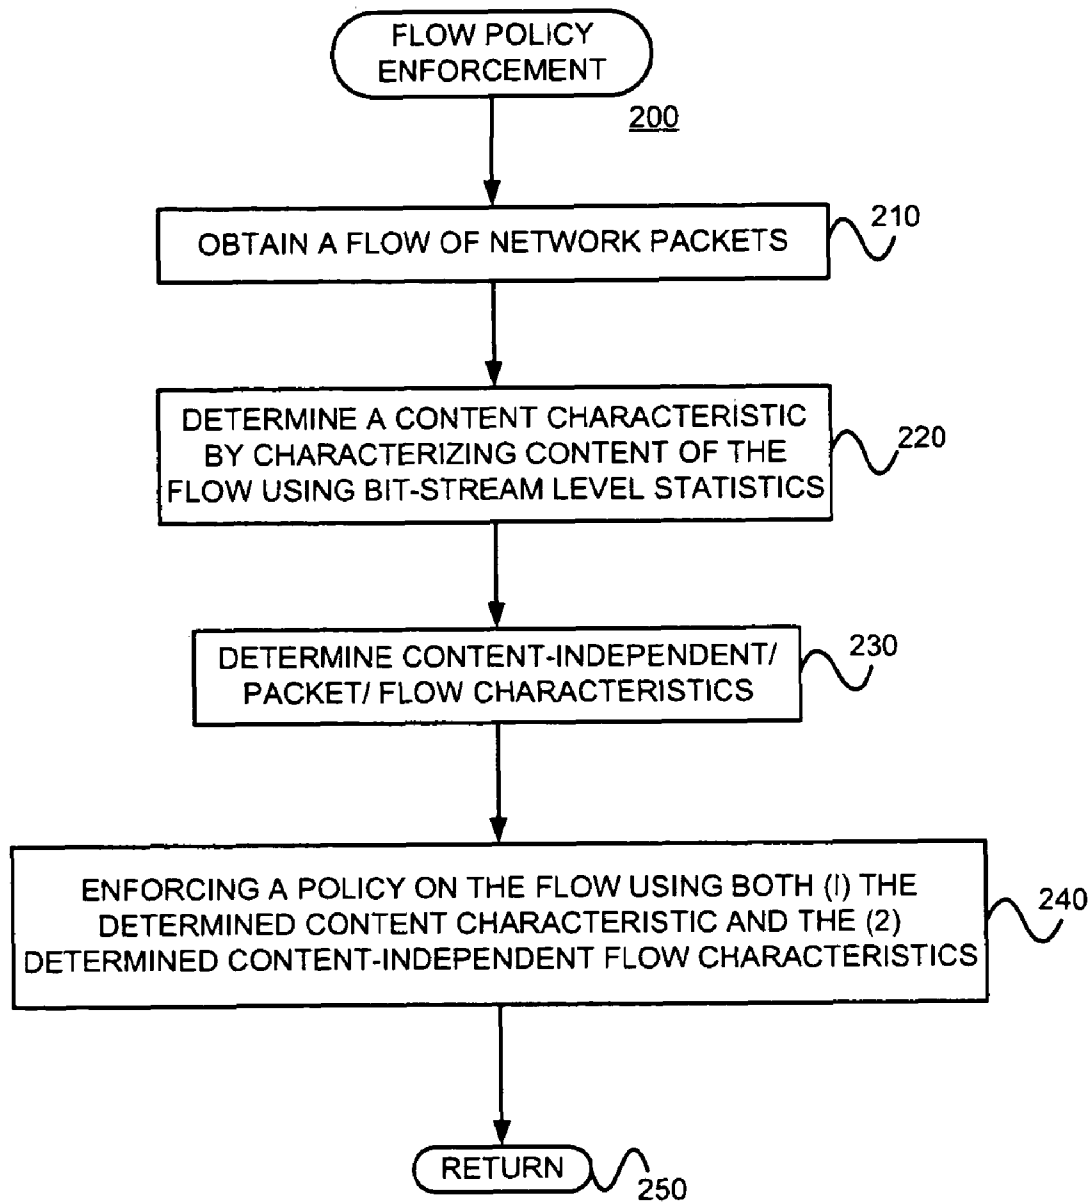 FLOW POLICY
ENFORCEMENT
200
OBTAIN A FLOW OF NETWORK PACKETS
210
DETERMINE A CONTENT CHARACTERISTIC
BY CHARACTERIZING CONTENT OF THE
FLOW USING BIT-STREAM LEVEL STATISTICS
220
DETERMINE CONTENT-INDEPENDENT/
PACKET/ FLOW CHARACTERISTICS
230
ENFORCING A POLICY ON THE FLOW USING BOTH (I) THE
DETERMINED CONTENT CHARACTERISTIC AND THE (2)
DETERMINED CONTENT-INDEPENDENT FLOW CHARACTERISTICS
240
RETURN
250